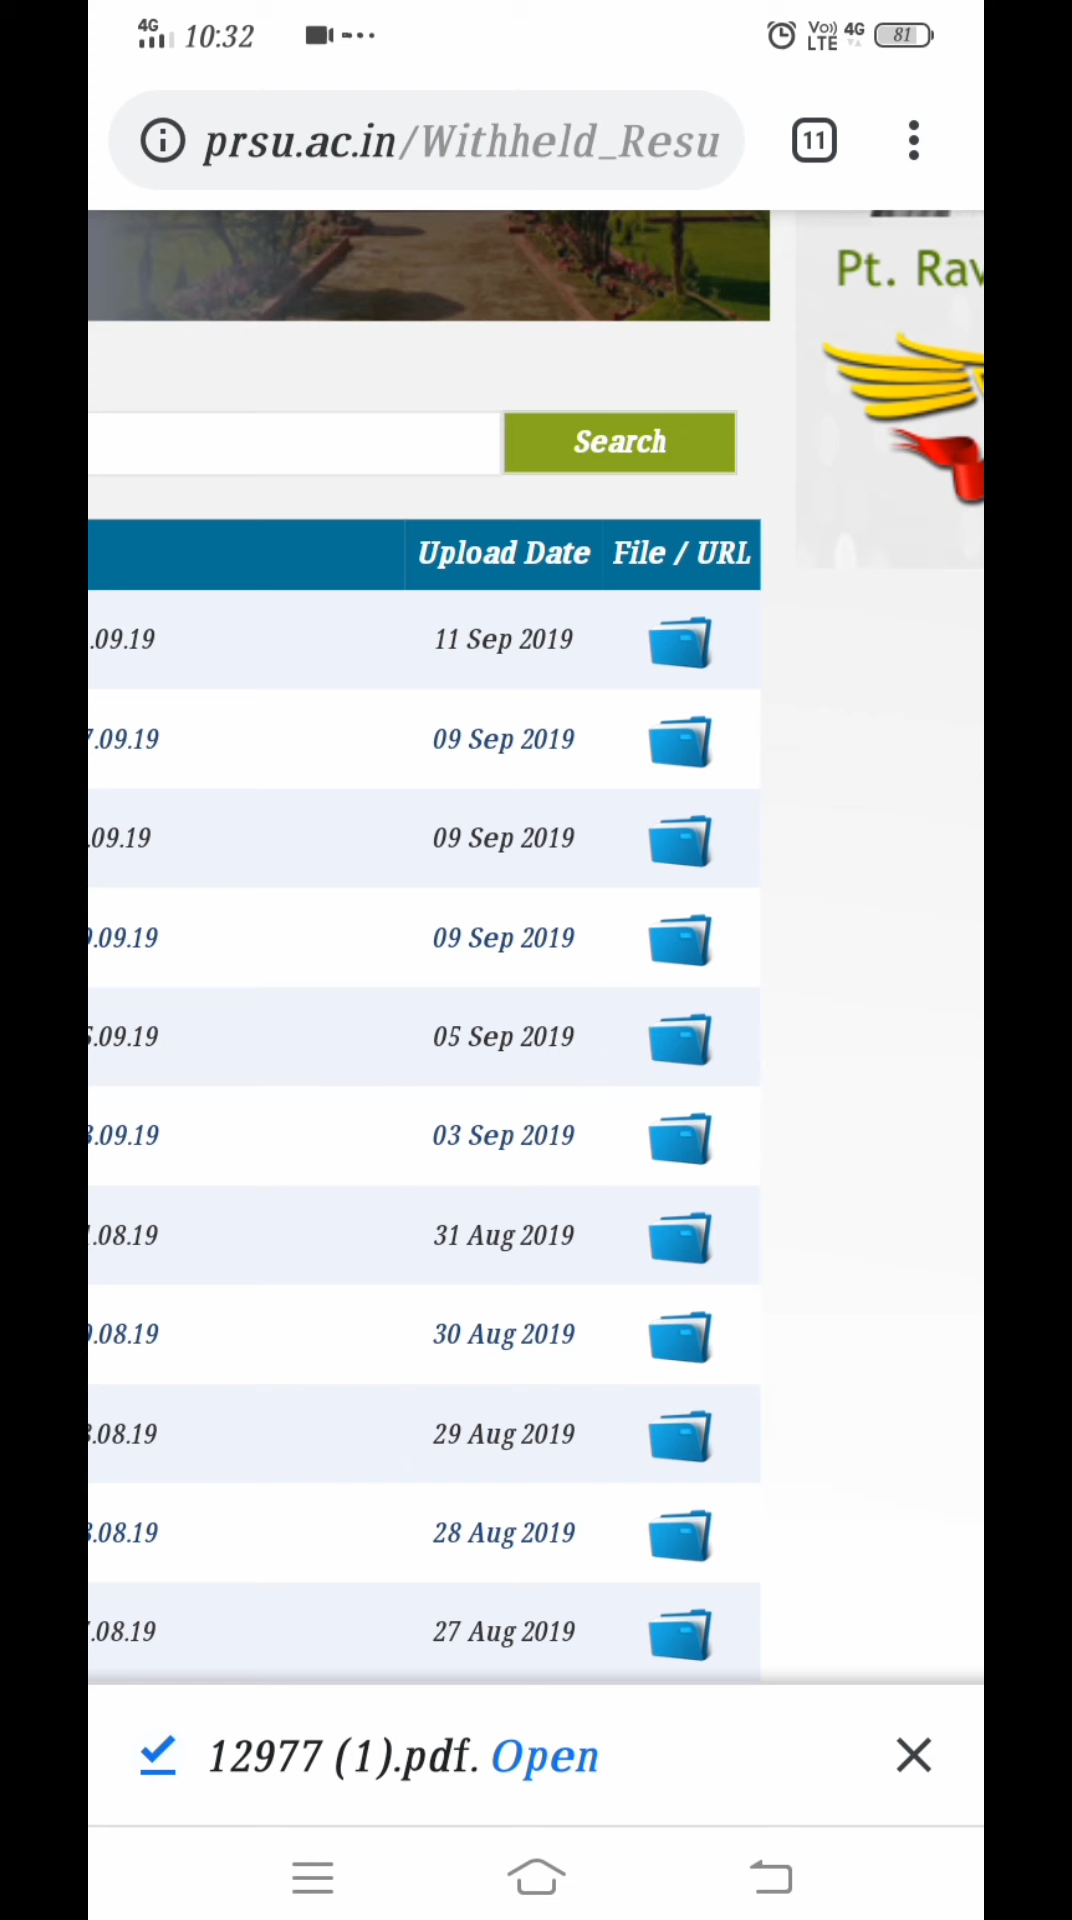 4G 10:32 Vo)) LTE 4G 81
prsu.ac.in/Withheld_Resu 11
Pt. Rav
Search
Upload Date File / URL
.09.19 11 Sep 2019
7.09.19 09 Sep 2019
.09.19 09 Sep 2019
9.09.19 09 Sep 2019
5.09.19 05 Sep 2019
3.09.19 03 Sep 2019
.08.19 31 Aug 2019
.08.19 30 Aug 2019
.08.19 29 Aug 2019
.08.19 28 Aug 2019
.08.19 27 Aug 2019
12977 (1).pdf. Open